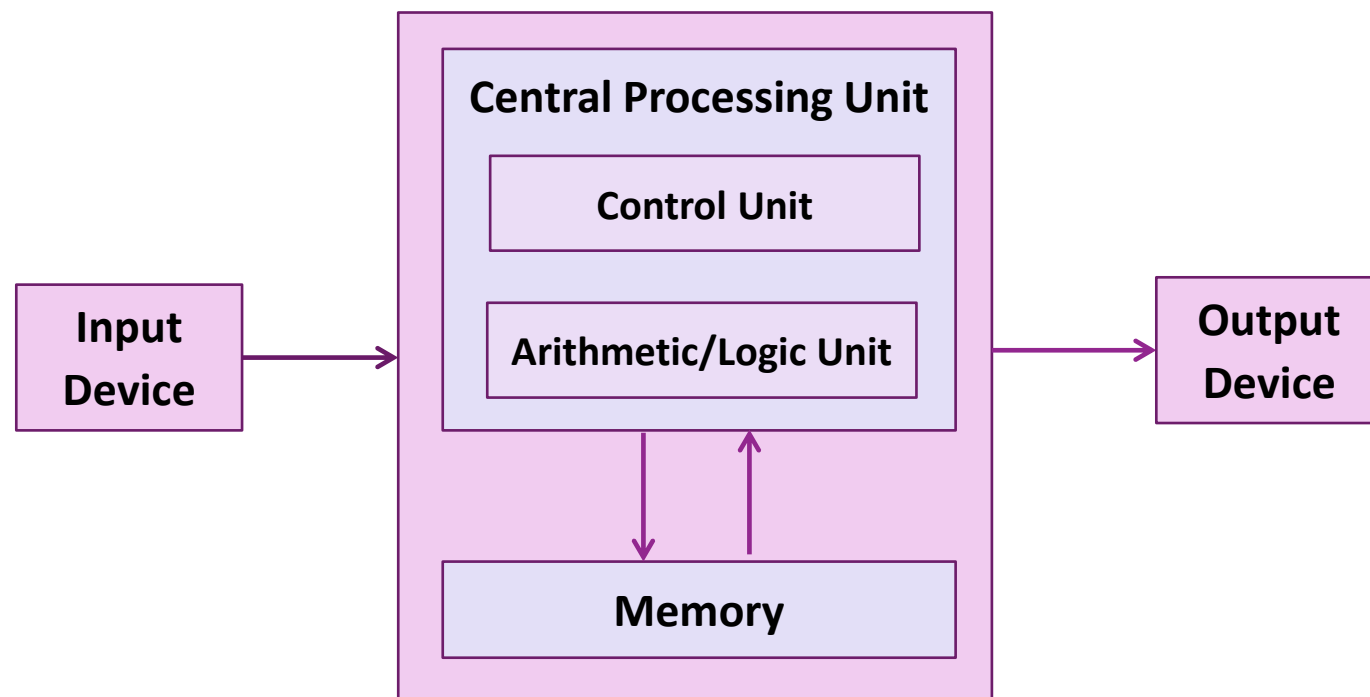 Central Processing Unit
Control Unit
Arithmetic/Logic Unit
Input
Device
Output
Device
Memory